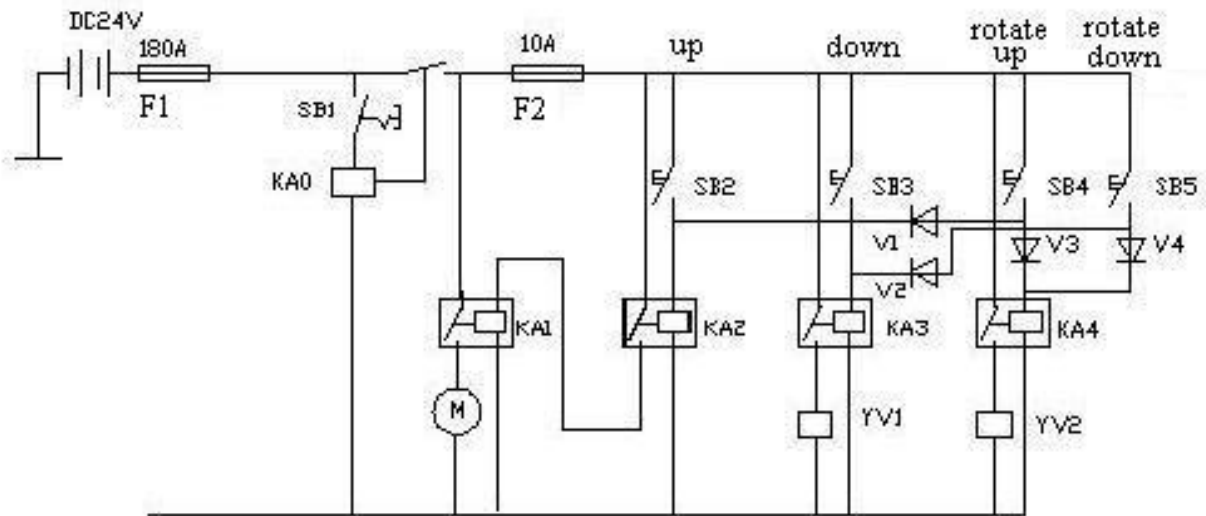 DC24V
180A
F1
SB1
KA0
10A
F2
up
down
rotate
up
rotate
down
SB2
SB3
SB4
SB5
V1
V2
V3
V4
KA1
KA2
KA3
KA4
M
YV1
YV2